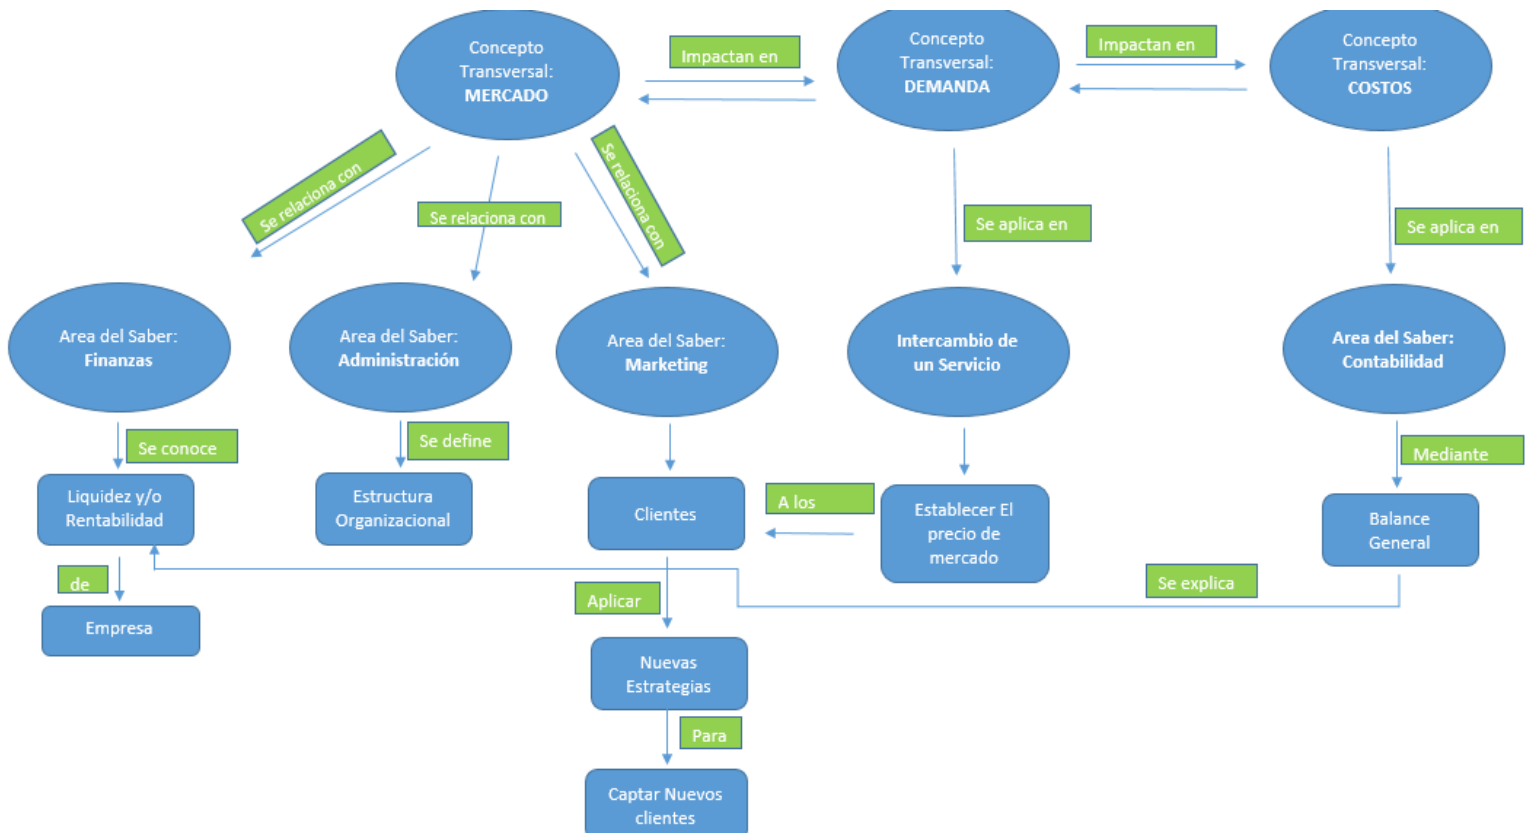 Concepto
Transversal:
MERCADO
Impactan en
Concepto
Transversal:
DEMANDA
Impactan en
Concepto
Transversal:
COSTOS
Se relaciona con
Se relaciona con
Se relaciona con
Se aplica en
Se aplica en
Area del Saber:
Finanzas
Area del Saber:
Administración
Area del Saber:
Marketing
Intercambio de
un Servicio
Area del Saber:
Contabilidad
Se conoce
Se define
Mediante
Liquidez y/o
Rentabilidad
Estructura
Organizacional
Clientes
A los
Establecer El
precio de
mercado
Balance
General
de
Aplicar
Se explica
Empresa
Nuevas
Estrategias
Para
Captar Nuevos
clientes